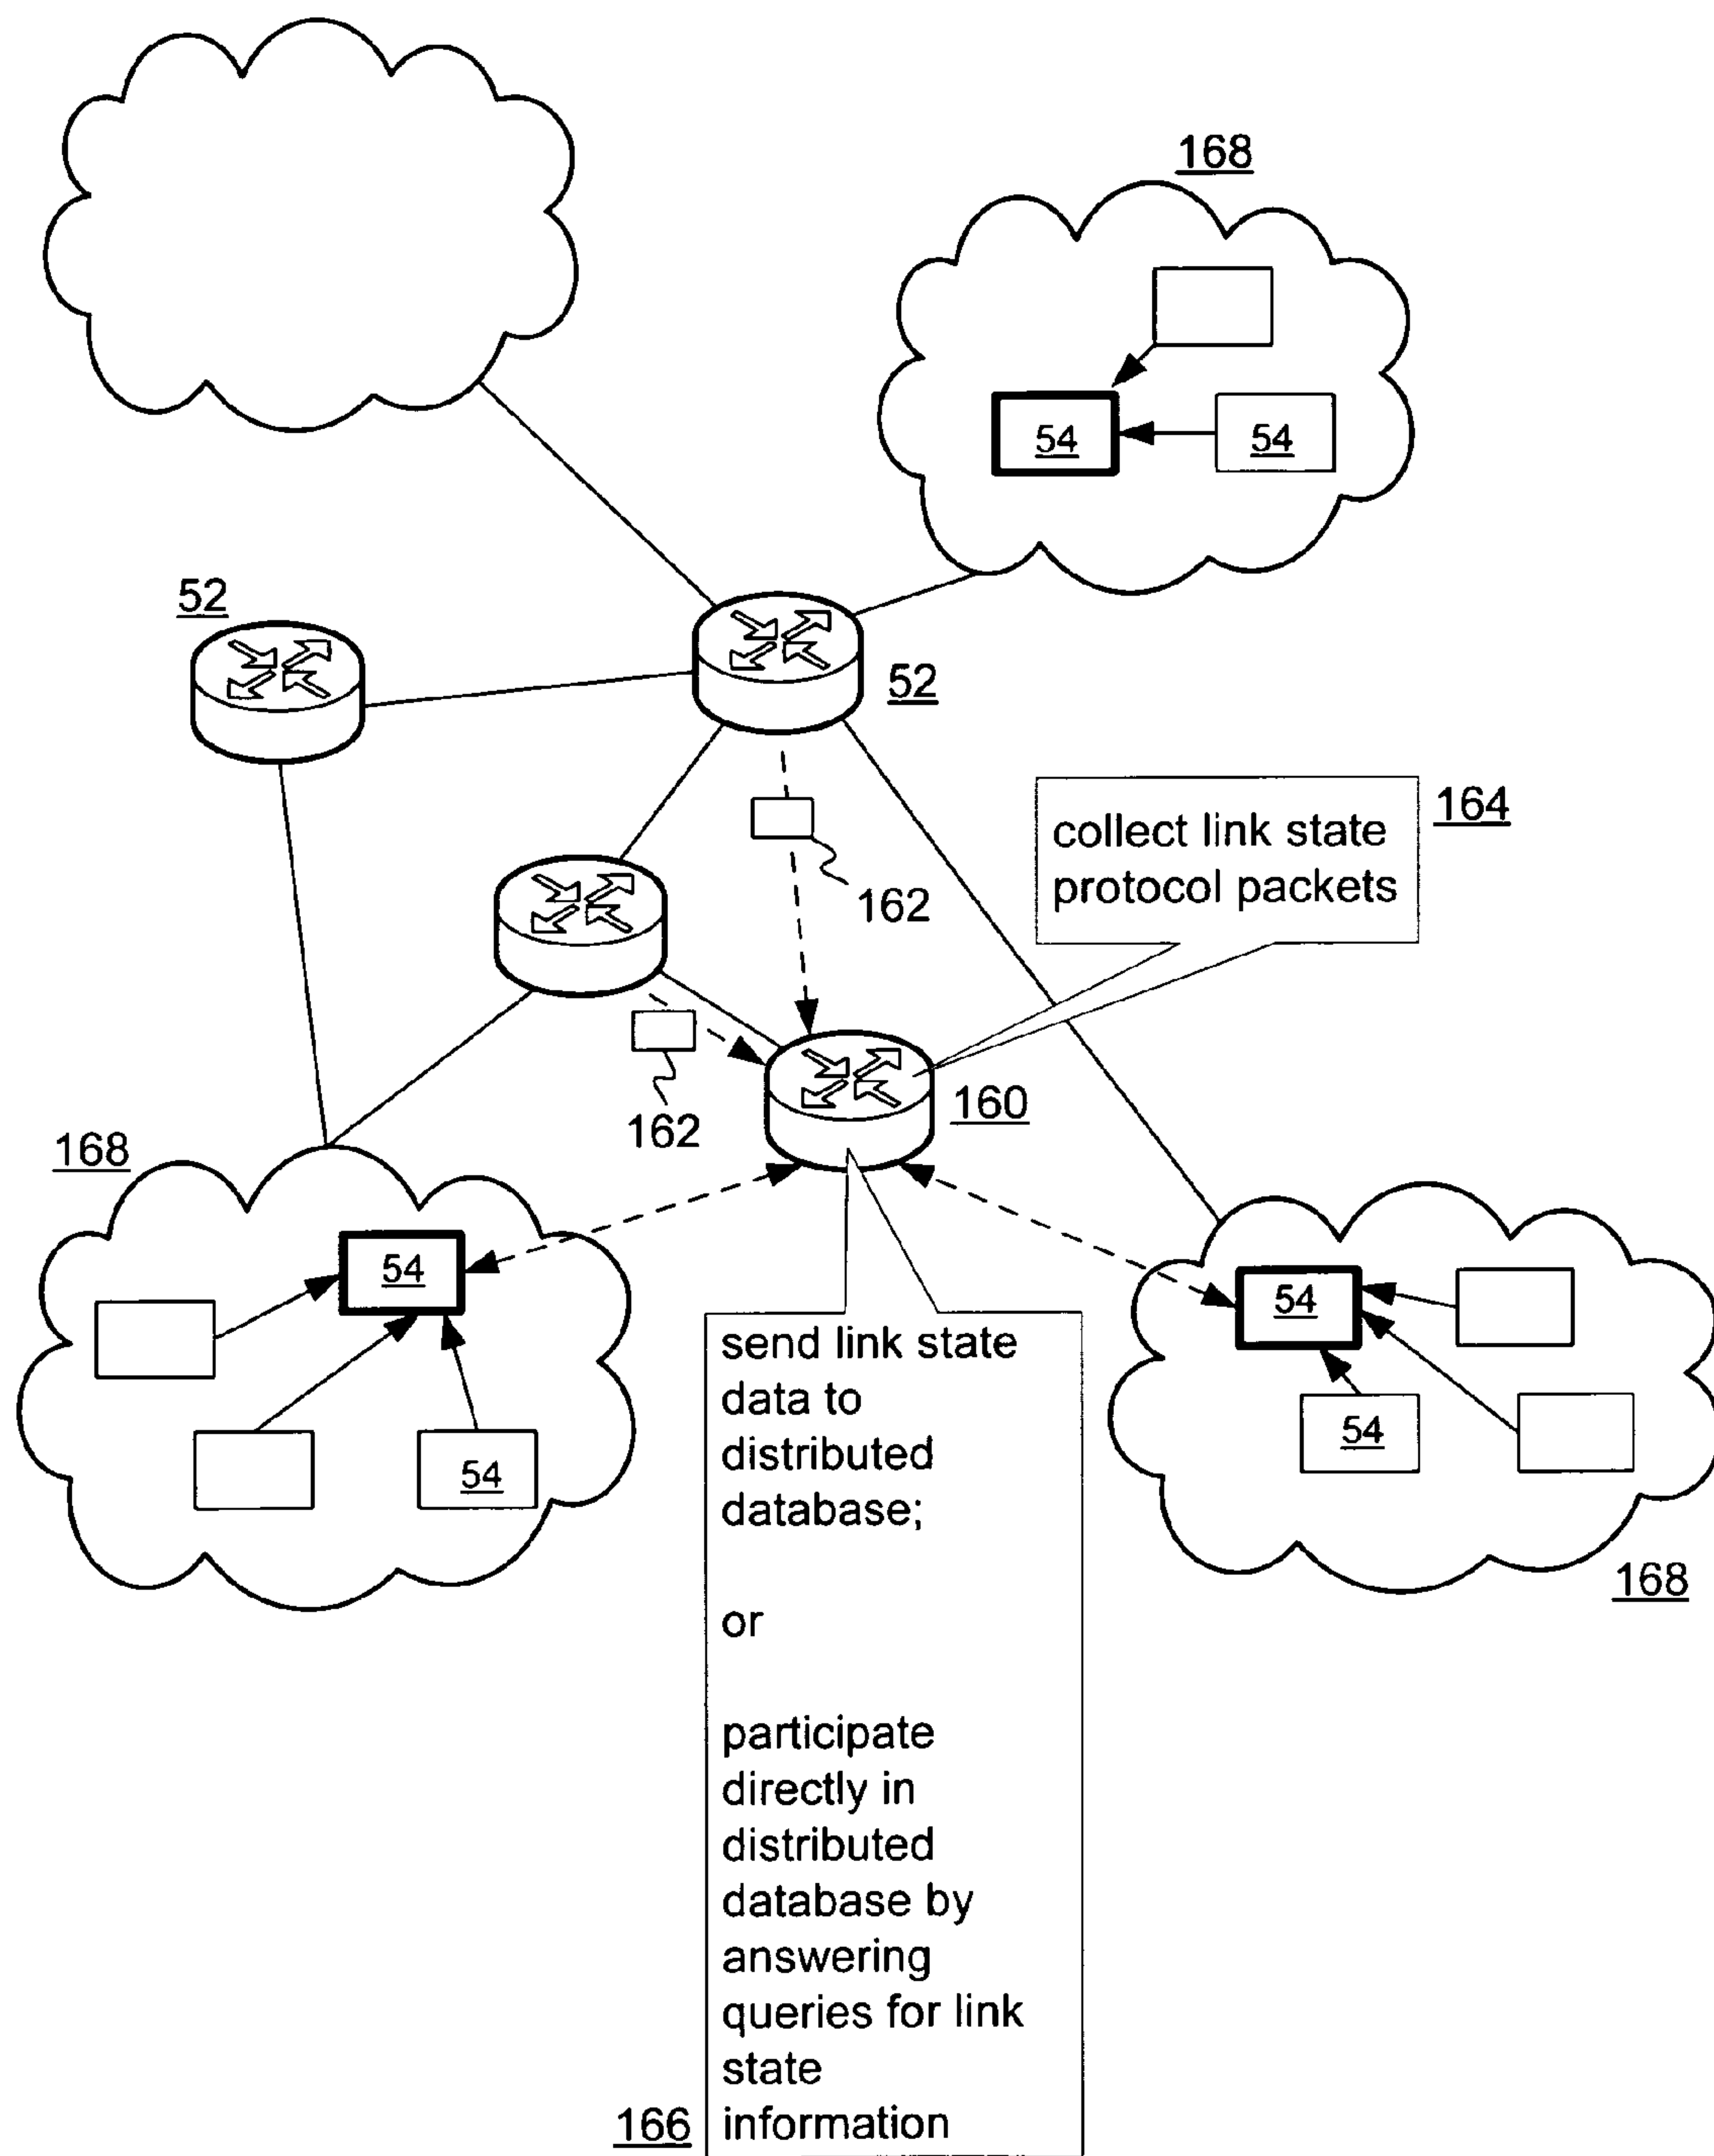 168
54
54
52
52
164
collect link state
protocol packets
162
162
160
168
54
54
54
54
168
send link state
data to
distributed
database;
or
participate
directly in
distributed
database by
answering
queries for link
state
information
166